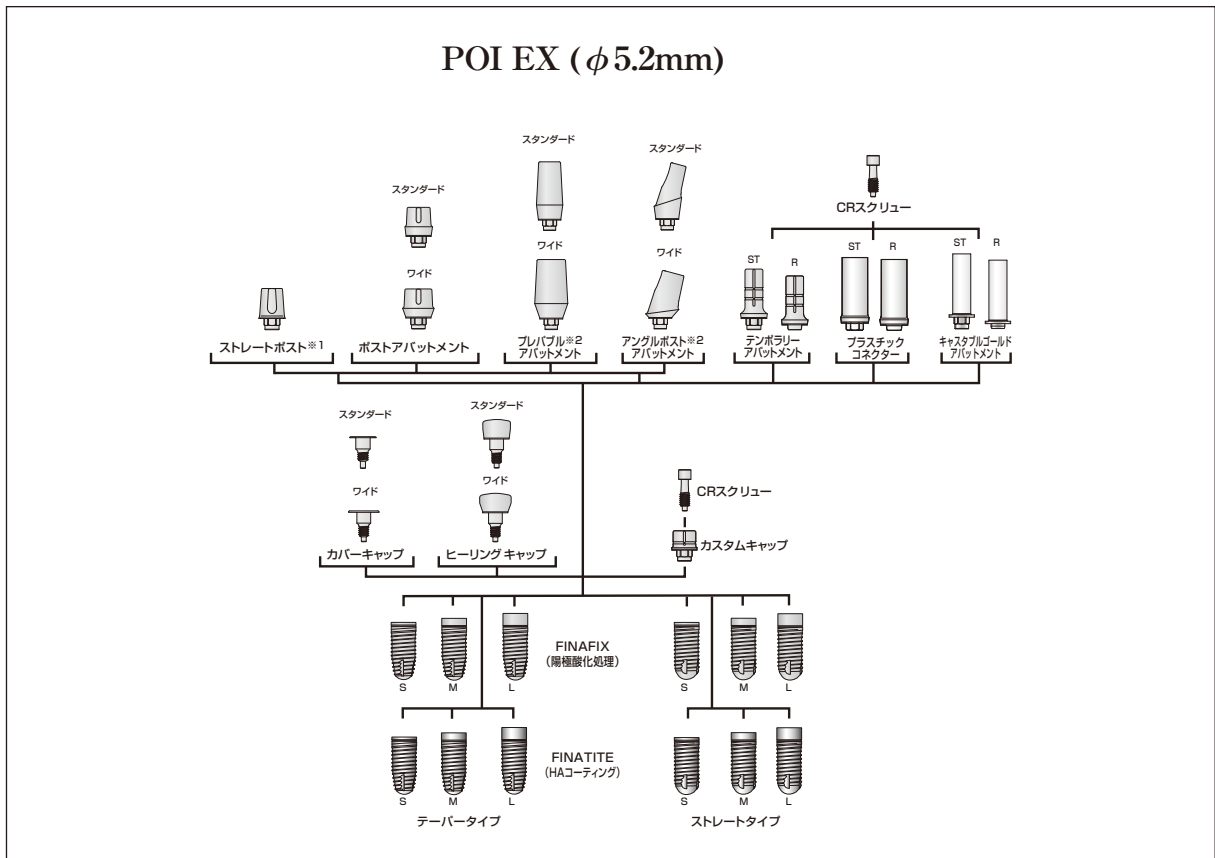 POI EX (φ5.2mm)
スタンダード
スタンダード
スタンダード
CRスクリュー
ワイド
ワイド
ワイド
ST
R
ST
R
ST
R
ストレートポスト※1
ポストアバットメント
プレパブル※2
アバットメント
アングルポスト※2
アバットメント
テンポラリー
アバットメント
プラスチック
コネクター
キャスタブルゴールド
アバットメント
スタンダード
スタンダード
ワイド
ワイド
CRスクリュー
カスタムキャップ
カバーキャップ
ヒーリングキャップ
FINAFIX
(陽極酸化処理)
S
M
L
S
M
L
FINATITE
(HAコーティング)
S
M
L
S
M
L
テーパータイプ
ストレートタイプ